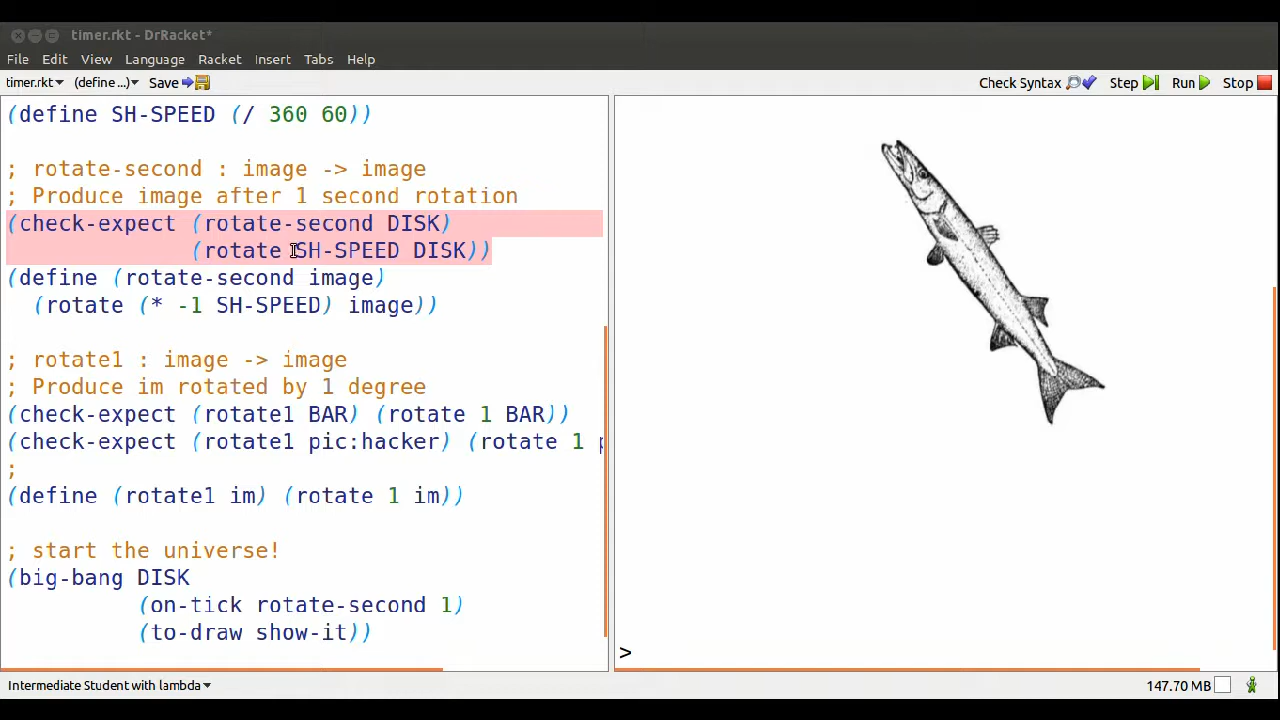 timer.rkt - DrRacket*
File Edit View Language Racket Insert Tabs Help
timer.rkt▾ (define ...)▾ Save Check Syntax Step Run Stop
(define SH-SPEED (/ 360 60))
; rotate-second : image -> image
; Produce image after 1 second rotation
(check-expect (rotate-second DISK)
(rotate SH-SPEED DISK))
(define (rotate-second image)
(rotate (* -1 SH-SPEED) image))
; rotate1 : image -> image
; Produce im rotated by 1 degree
(check-expect (rotate1 BAR) (rotate 1 BAR))
(check-expect (rotate1 pic:hacker) (rotate 1
;
(define (rotate1 im) (rotate 1 im))
; start the universe!
(big-bang DISK
(on-tick rotate-second 1)
(to-draw show-it))
>
Intermediate Student with lambda▾ 147.70 MB